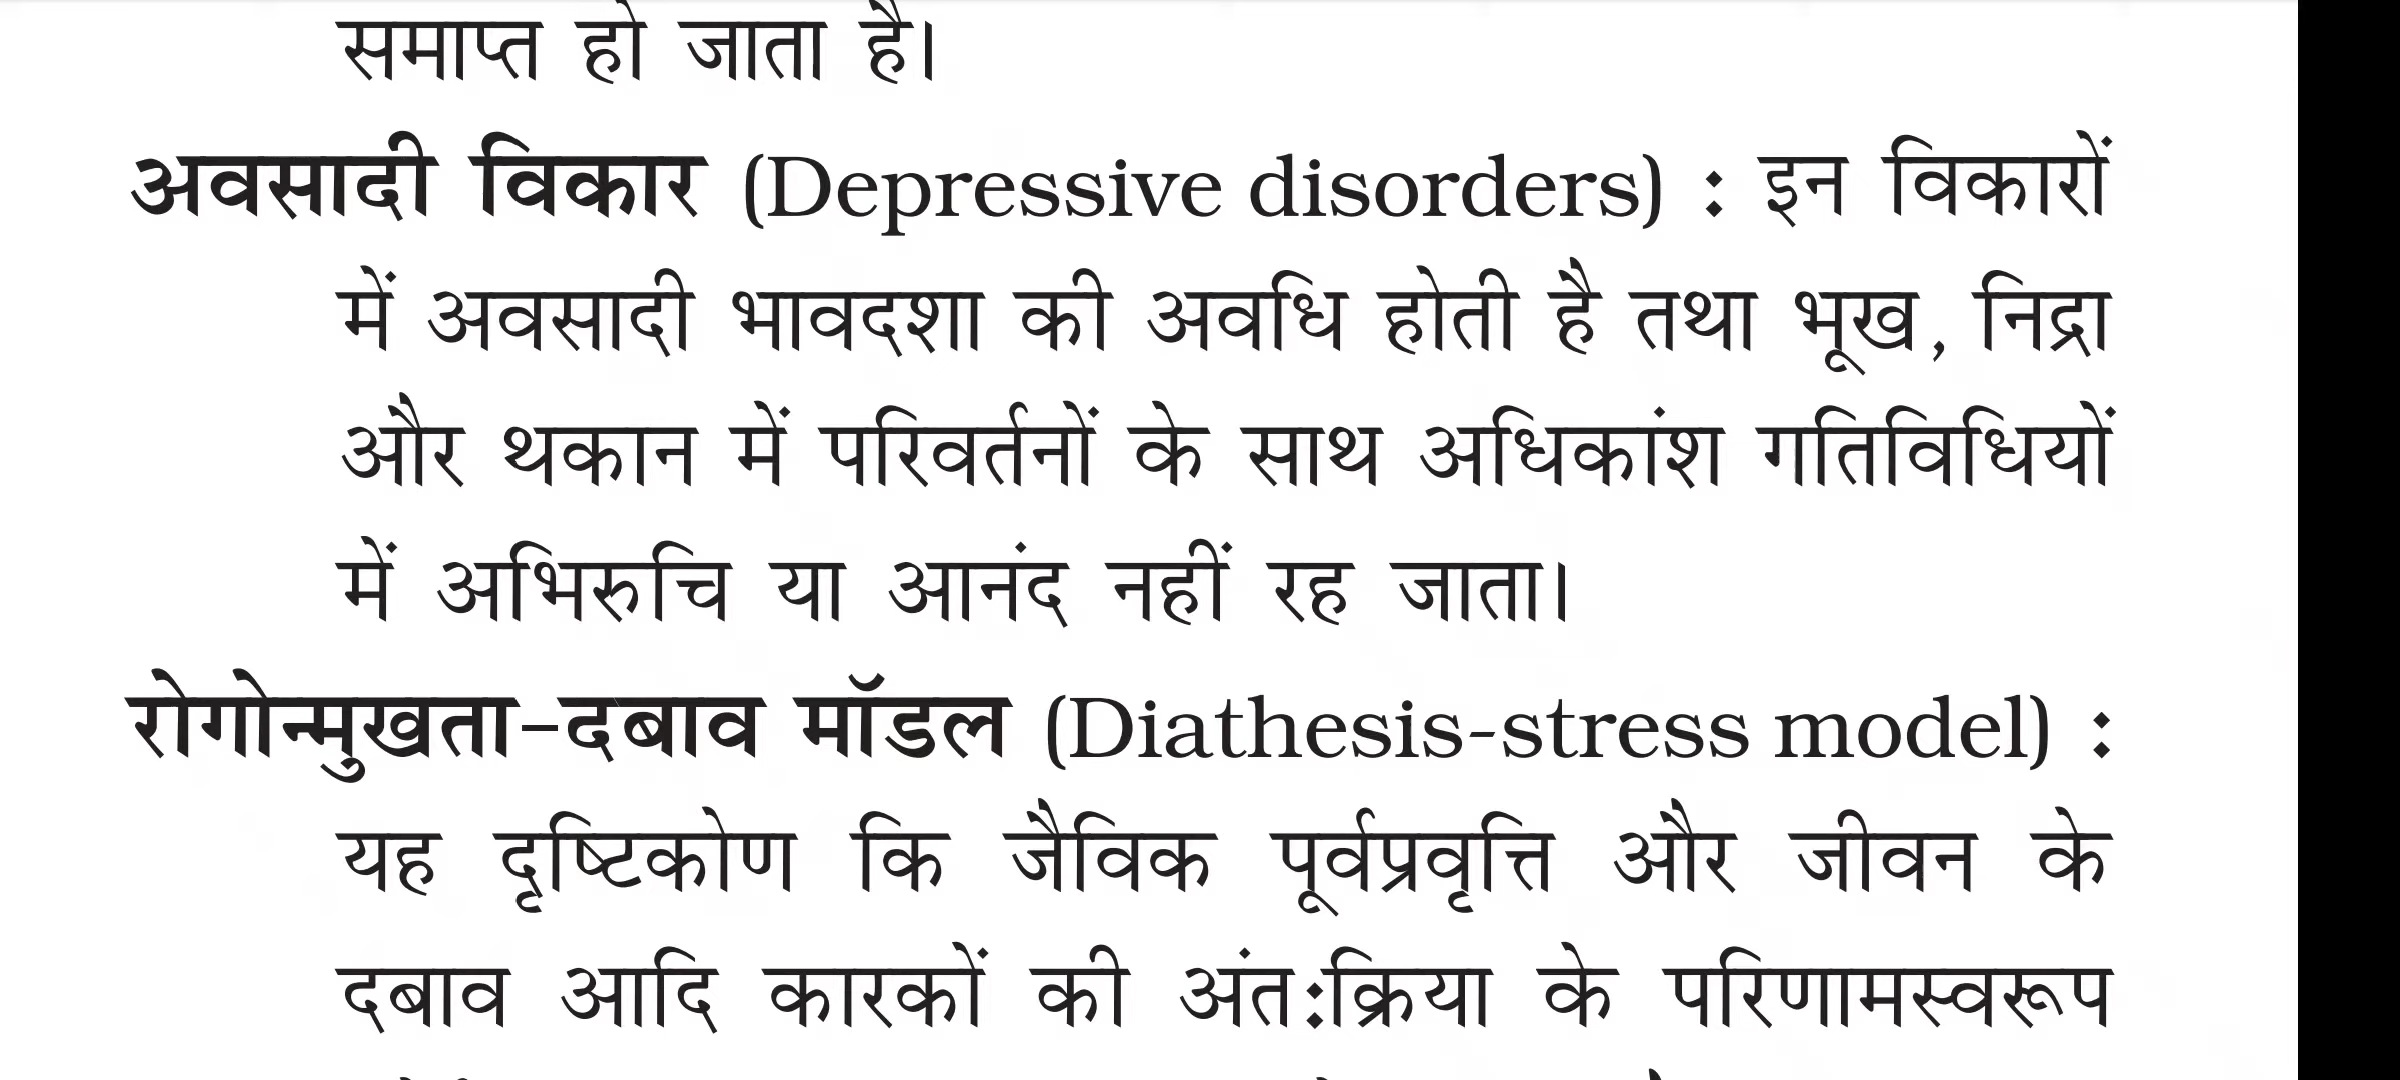 समाप्त हो जाता है।
अवसादी विकार (Depressive disorders) : इन विकारों
में अवसादी भावदशा की अवधि होती है तथा भूख, निद्रा
और थकान में परिवर्तनों के साथ अधिकांश गतिविधियों
में अभिरुचि या आनंद नहीं रह जाता।
रोगोन्मुखता-दबाव मॉडल (Diathesis-stress model) :
यह दृष्टिकोण कि जैविक पूर्वप्रवृत्ति और जीवन के
दबाव आदि कारकों की अंत:क्रिया के परिणामस्वरूप